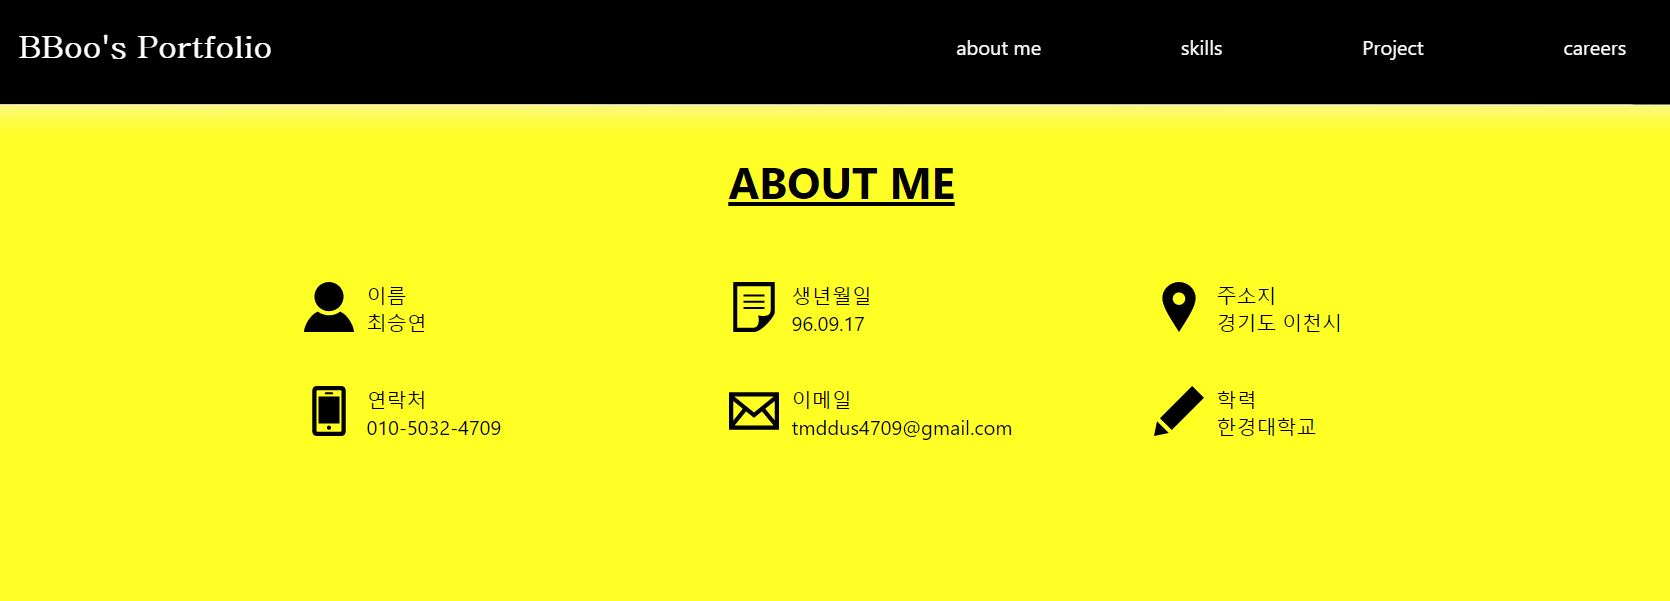 BBoo's Portfolio
about me
skills
Project
careers
ABOUT ME
이름
최승연
생년월일
96.09.17
주소지
경기도 이천시
연락처
010-5032-4709
이메일
tmddus4709@gmail.com
학력
한경대학교